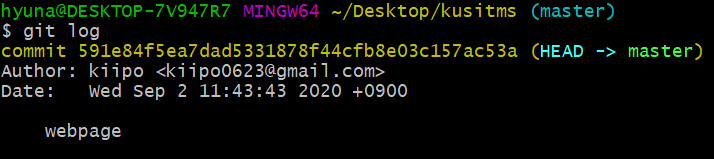 hyuna@DESKTOP-7V947R7 MINGW64 ~/Desktop/kusitms (master)
$ git log
commit 591e84f5ea7dad5331878f44cfb8e03c157ac53a (HEAD -> master)
Author: kiipo <kiipo0623@gmail.com>
Date:   Wed Sep 2 11:43:43 2020 +0900

    webpage